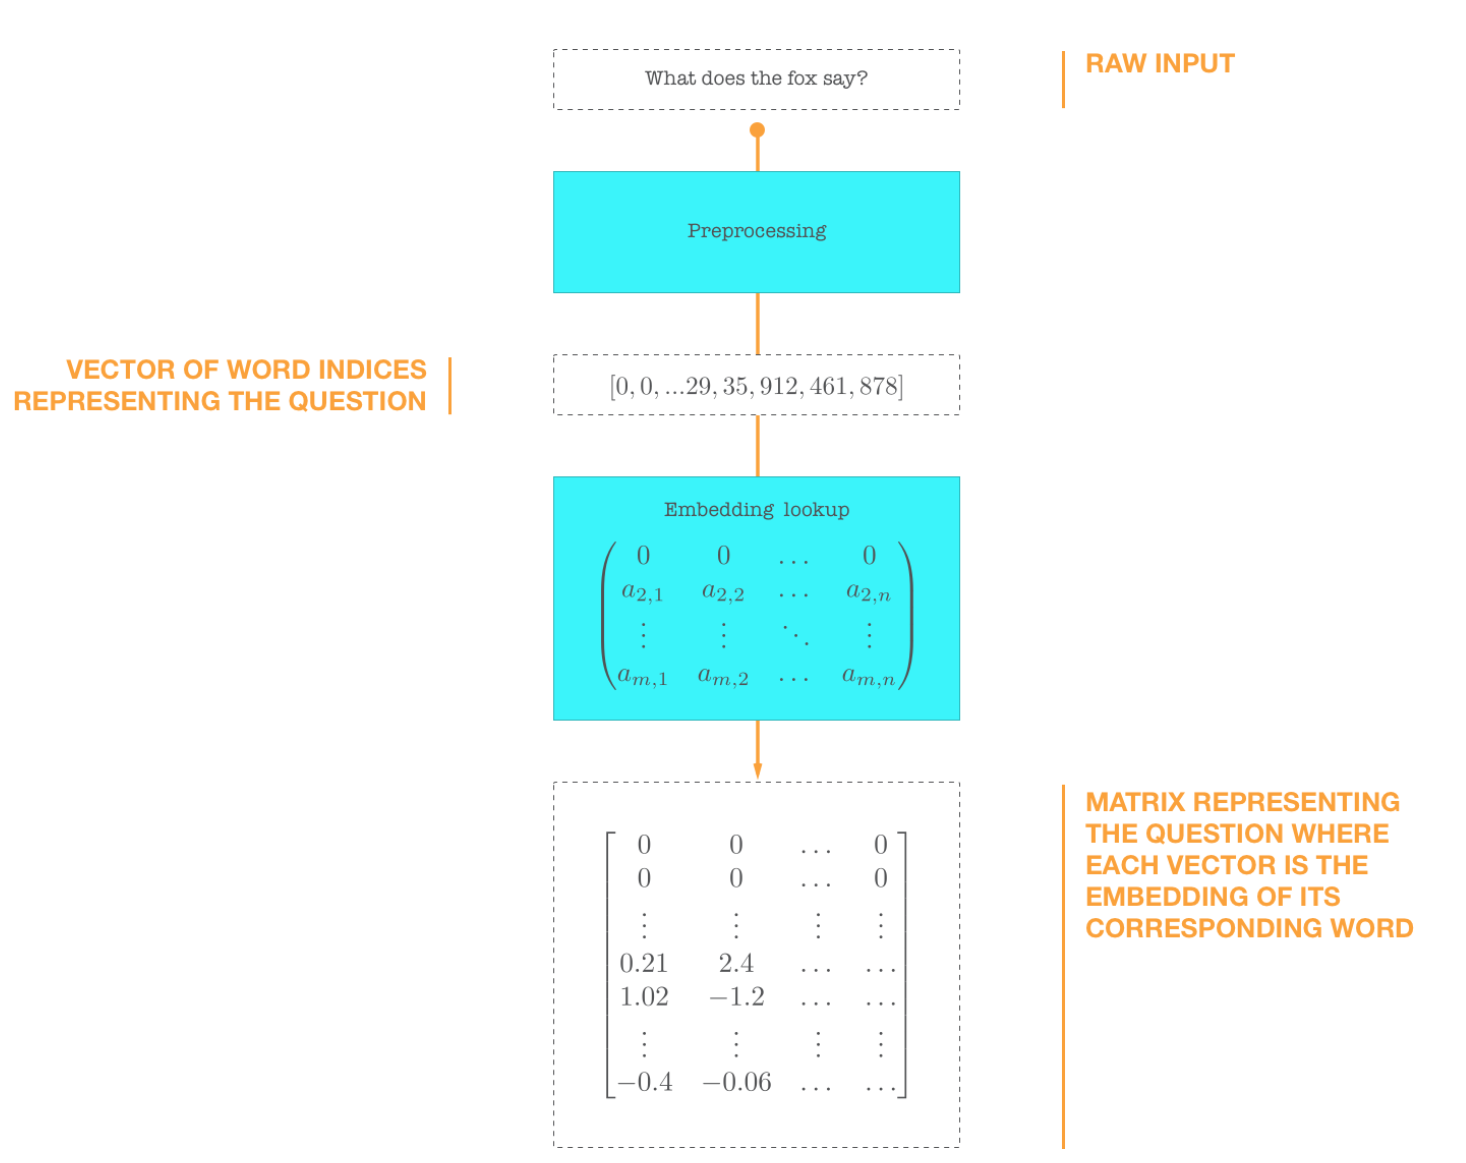 What does the fox say?
RAW INPUT
Preprocessing
VECTOR OF WORD INDICES
REPRESENTING THE QUESTION
[0, 0, ...29, 35, 912, 461, 878]
Embedding lookup
0 0 … 0
a2,1 a2,2 … a2,n
⋮ ⋮ ⋱ ⋮
am,1 am,2 … am,n
MATRIX REPRESENTING
THE QUESTION WHERE
EACH VECTOR IS THE
EMBEDDING OF ITS
CORRESPONDING WORD
0 0 … 0
0 0 … 0
⋮ ⋮ ⋮ ⋮
0.21 2.4 … …
1.02 −1.2 … …
⋮ ⋮ ⋮ ⋮
−0.4 −0.06 … …